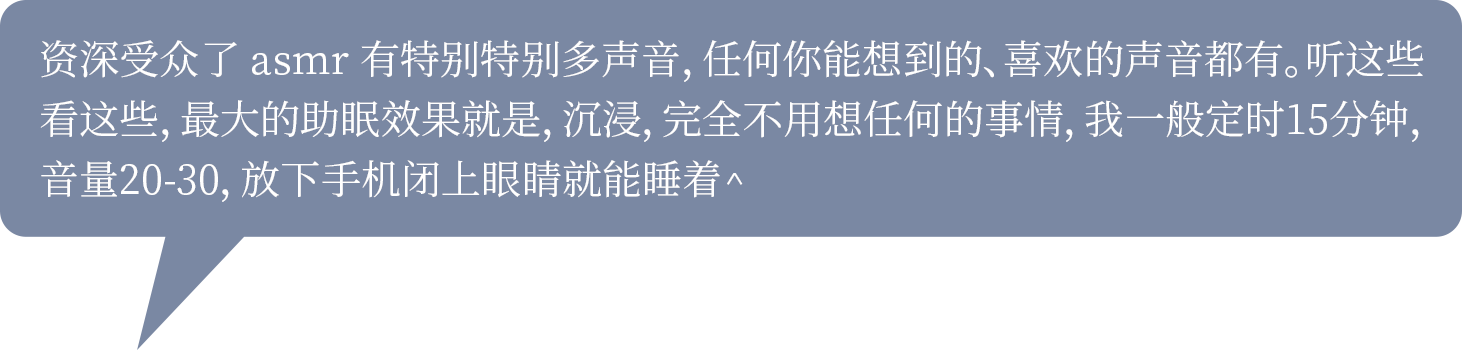 资深受众了 asmr 有特别特别多声音, 任何你能想到的、喜欢的声音都有。听这些
看这些, 最大的助眠效果就是, 沉浸, 完全不用想任何的事情, 我一般定时15分钟,
音量20-30, 放下手机闭上眼睛就能睡着^